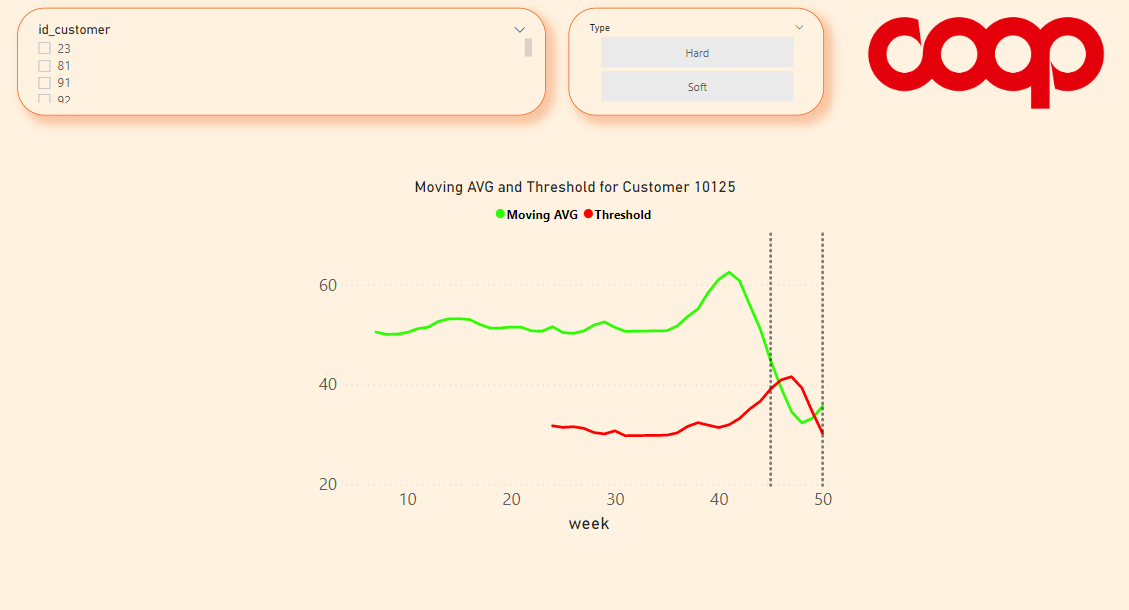 id_customer
23
81
91
92
Type
Hard
Soft
coop
Moving AVG and Threshold for Customer 10125
Moving AVG Threshold
60
40
20
10 20 30 40 50
week